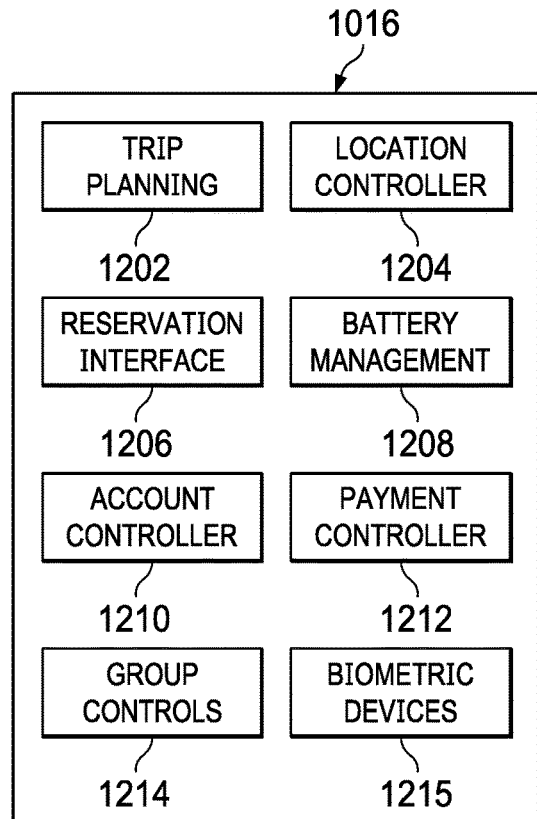 1016
TRIP
PLANNING
1202
LOCATION
CONTROLLER
1204
RESERVATION
INTERFACE
1206
BATTERY
MANAGEMENT
1208
ACCOUNT
CONTROLLER
1210
PAYMENT
CONTROLLER
1212
GROUP
CONTROLS
1214
BIOMETRIC
DEVICES
1215